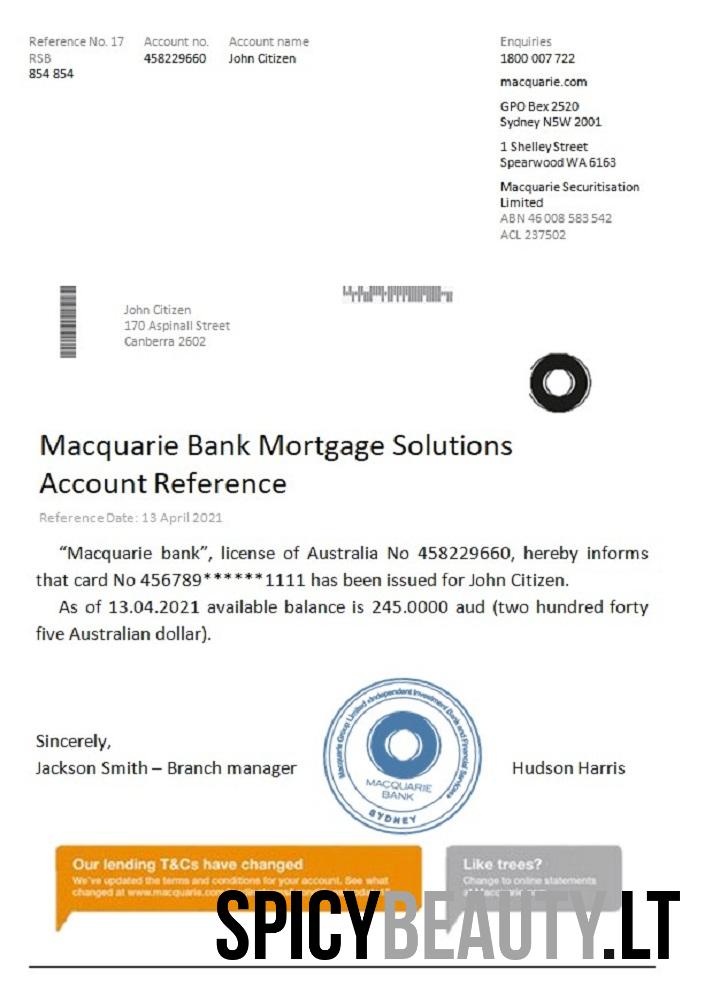 Reference No. 17 Account no. Account name
RSB 458229660 John Citizen
854 854
Enquiries
1800 007 722
macquarie.com
GPO Bex 2520
Sydney N5W 2001
1 Shelley Street
Spearwood WA 6163
Macquarie Securitisation
Limited
ABN 46 008 583 542
ACL 237502
John Citizen
170 Aspinall Street
Canberra 2602
Macquarie Bank Mortgage Solutions
Account Reference
Reference Date: 13 April 2021
“Macquarie bank”, license of Australia No 458229660, hereby informs
that card No 456789******1111 has been issued for John Citizen.
As of 13.04.2021 available balance is 245.0000 aud (two hundred forty
five Australian dollar).
Sincerely,
Jackson Smith – Branch manager
Hudson Harris
Macquarie Group Limited •Independent Investment Bank and Financial Services•
MACQUARIE
BANK
SYDNEY
Our lending T&Cs have changed
We've updated the terms and conditions for your account. See what
changed at www.macquarie.
Like trees?
Change to online statements
SPICYBEAUTY.LT